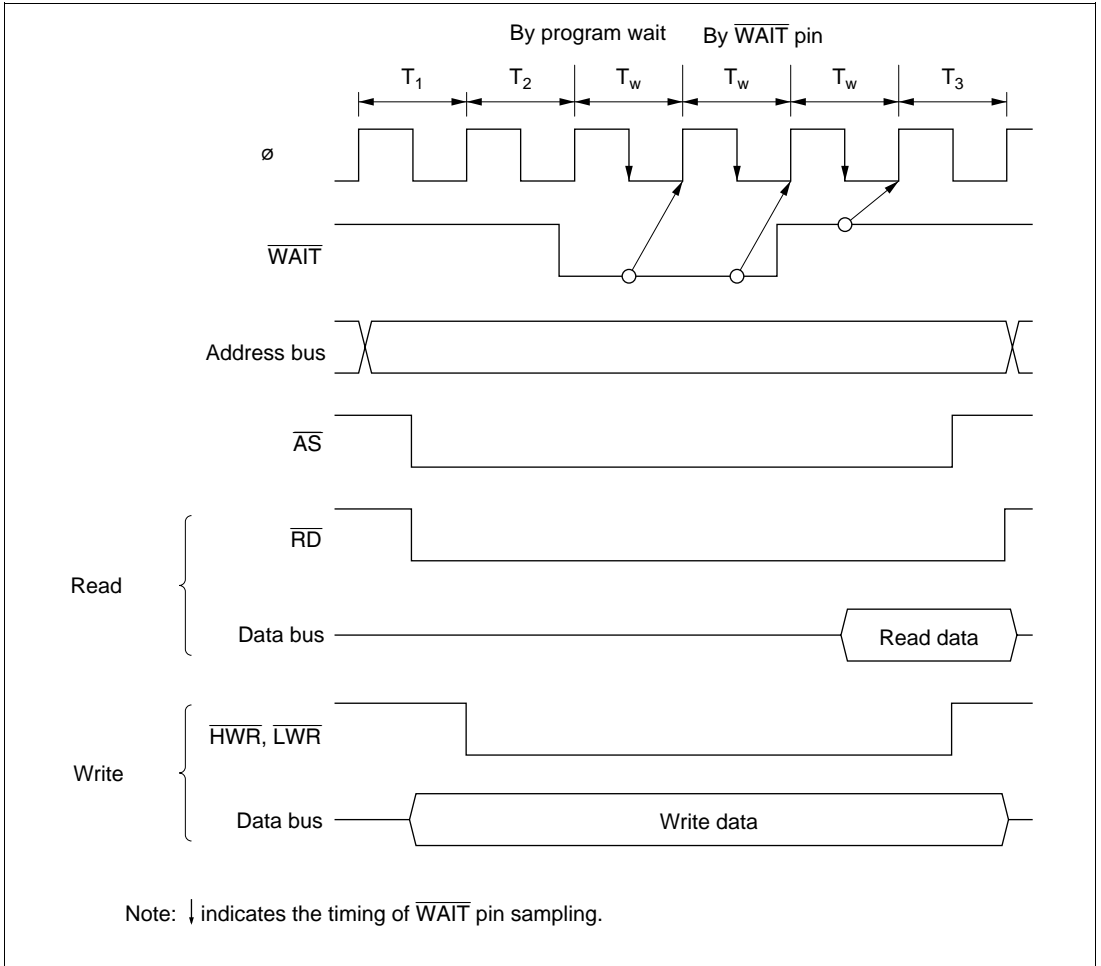 By program wait By WAIT pin
T1 T2 Tw Tw Tw T3
ø
WAIT
Address bus
AS
RD
Read
Data bus Read data
HWR, LWR
Write
Data bus Write data
Note: ↓ indicates the timing of WAIT pin sampling.